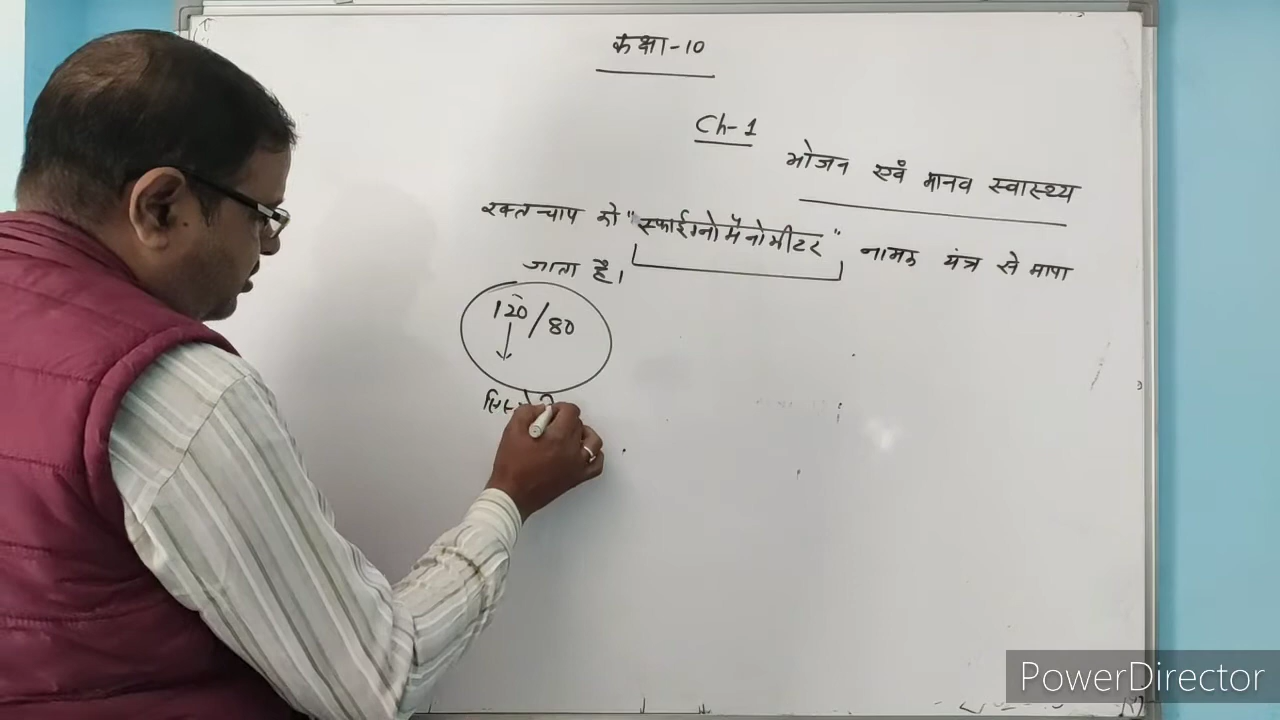 कक्षा-10
Ch-1
भोजन एवं मानव स्वास्थ्य
रक्तचाप को "स्फाईग्नोमैनोमीटर" नामक यंत्र से मापा
जाता है।
120/80
PowerDirector